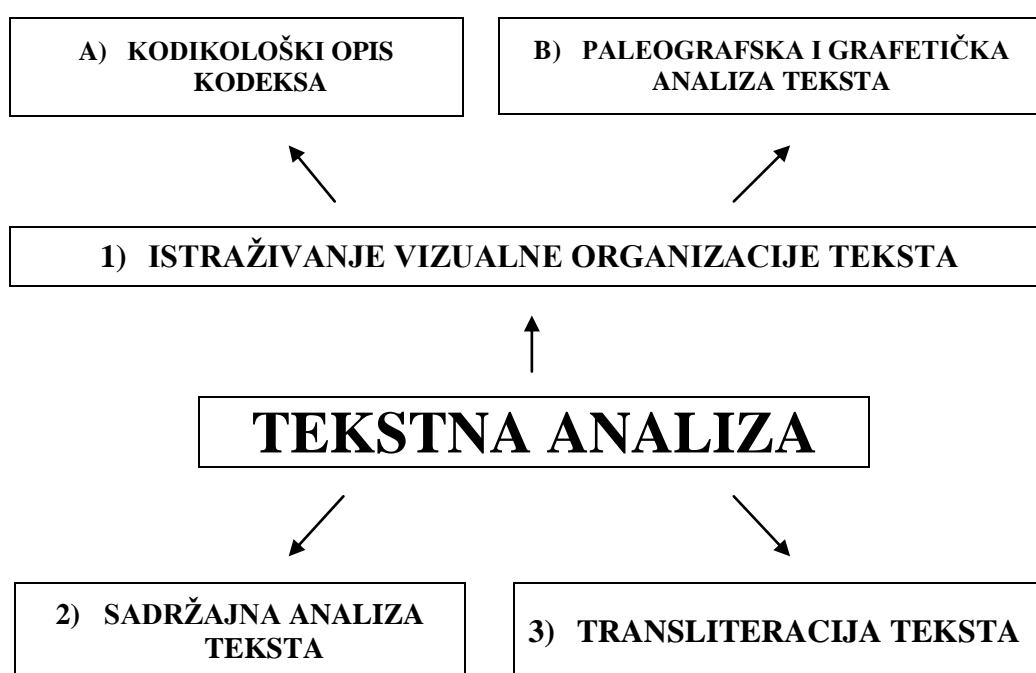 A) KODIKOLOŠKI OPIS
KODEKSA
B) PALEOGRAFSKA I GRAFETIČKA
ANALIZA TEKSTA
1) ISTRAŽIVANJE VIZUALNE ORGANIZACIJE TEKSTA
TEKSTNA ANALIZA
2) SADRŽAJNA ANALIZA
TEKSTA
3) TRANSLITERACIJA TEKSTA